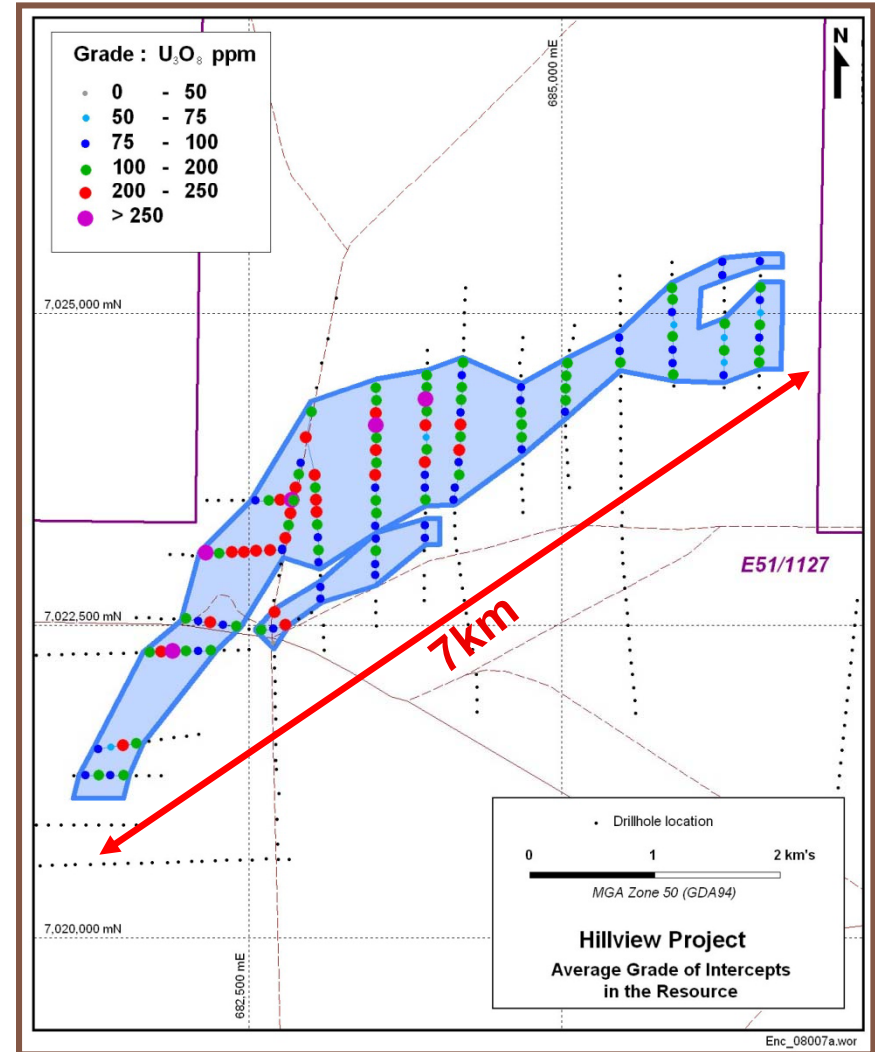 Grade : U₃O₈ ppm
0 - 50
50 - 75
75 - 100
100 - 200
200 - 250
> 250
N
685,000 mE
7,025,000 mN
E51/1127
7,022,500 mN
7km
Drillhole location
0 1 2 km's
MGA Zone 50 (GDA94)
7,020,000 mN
682,500 mE
Hillview Project
Average Grade of Intercepts
in the Resource
Enc_08007a.wor